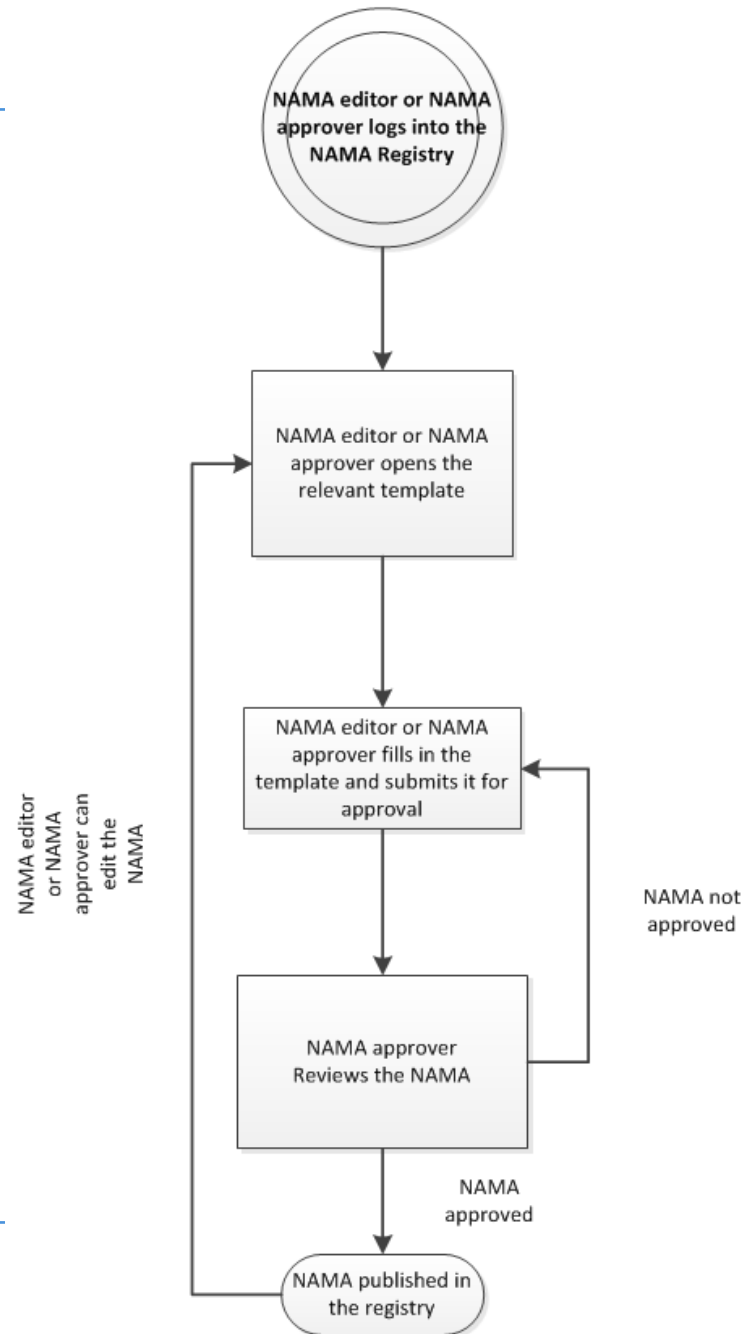 NAMA editor or NAMA
approver logs into the
NAMA Registry
NAMA editor or NAMA
approver opens the
relevant template
NAMA editor or NAMA
approver fills in the
template and submits it for
approval
NAMA editor
or NAMA
approver can
edit the
NAMA
NAMA not
approved
NAMA approver
Reviews the NAMA
NAMA
approved
NAMA published in
the registry